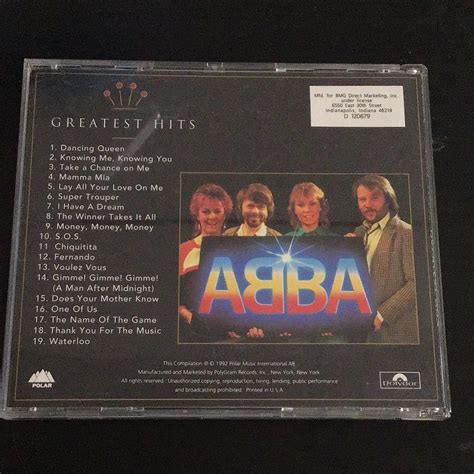 Mfd. for BMG Direct Marketing, Inc.
under license
6550 East 30th Street
Indianapolis, Indiana 46219
D 120679
GREATEST HITS
1. Dancing Queen
2. Knowing Me, Knowing You
3. Take a Chance on Me
4. Mamma Mia
5. Lay All Your Love on Me
6. Super Trouper
7. I Have a Dream
8. The Winner Takes It All
9. Money, Money, Money
10. S.O.S.
11. Chiquitita
12. Fernando
13. Voulez Vous
14. Gimme! Gimme! Gimme!
(A Man After Midnight)
15. Does Your Mother Know
16. One Of Us
17. The Name Of The Game
18. Thank You For The Music
19. Waterloo
ABBA
This Compilation ℗ © 1992 Polar Music International AB
Manufactured and Marketed by PolyGram Records, Inc., New York, New York
All rights reserved. Unauthorized copying, reproduction, hiring, lending, public performance
and broadcasting prohibited. Printed in U.S.A.
POLAR
Polydor